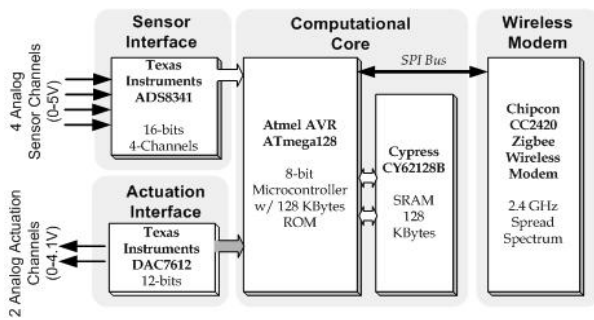 Sensor
Interface
Computational
Core
Wireless
Modem
4 Analog
Sensor Channels
(0-5V)
Texas
Instruments
ADS8341
16-bits
4-Channels
SPI Bus
Atmel AVR
ATmega128
8-bit
Microcontroller
w/ 128 KBytes
ROM
Cypress
CY62128B
SRAM
128
KBytes
Chipcon
CC2420
Zigbee
Wireless
Modem
2.4 GHz
Spread
Spectrum
Actuation
Interface
2 Analog Actuation
Channels
(0-4.1V)
Texas
Instruments
DAC7612
12-bits